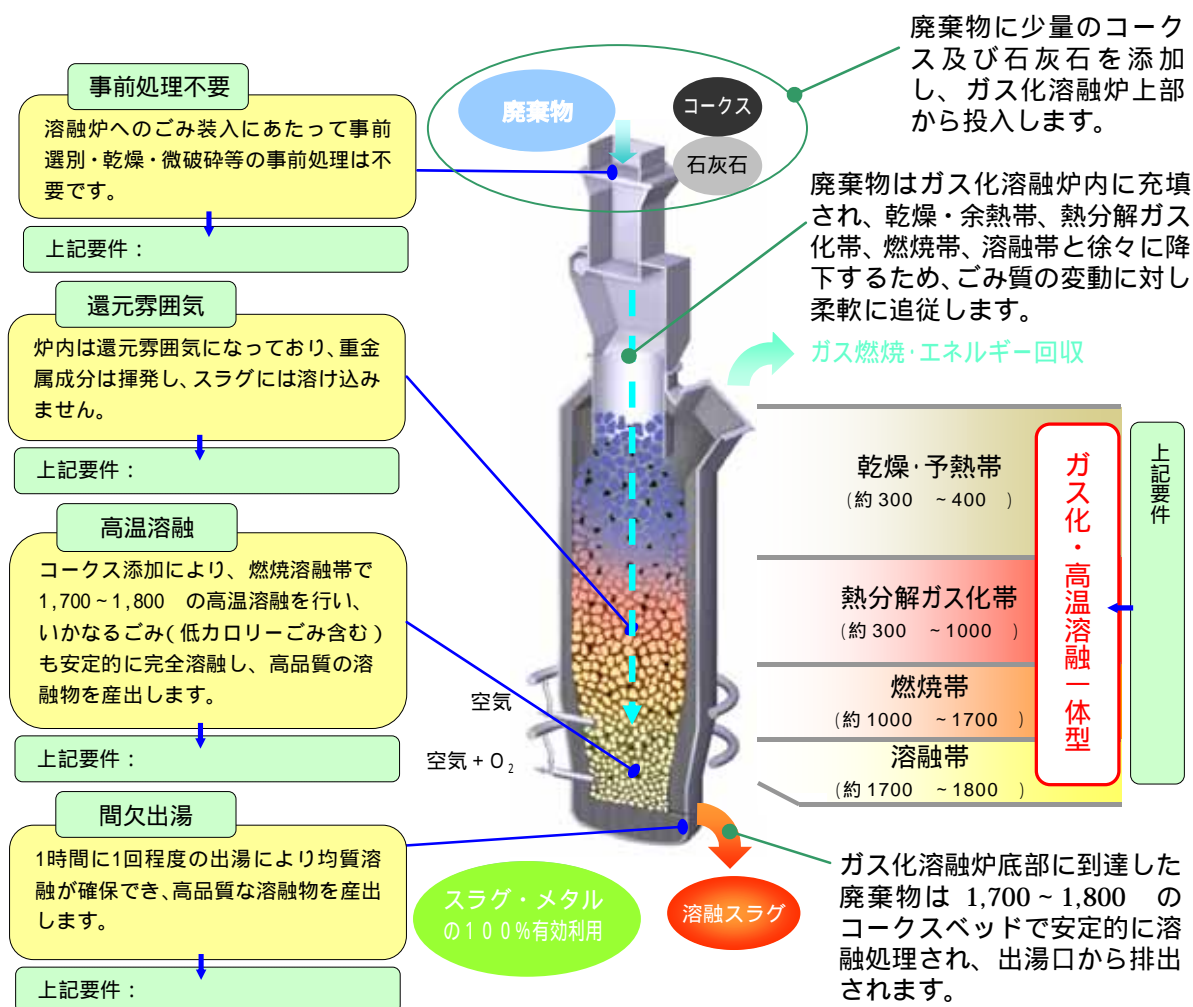 廃棄物に少量のコーク
ス及び石灰石を添加
し、ガス化溶融炉上部
から投入します。
廃棄物
コークス
石灰石
事前処理不要
溶融炉へのごみ装入にあたって事前
選別・乾燥・微破砕等の事前処理は不
要です。
上記要件：
廃棄物はガス化溶融炉内に充填
され、乾燥・余熱帯、熱分解ガス
化帯、燃焼帯、溶融帯と徐々に降
下するため、ごみ質の変動に対し
柔軟に追従します。
ガス燃焼・エネルギー回収
還元雰囲気
炉内は還元雰囲気になっており、重金
属成分は揮発し、スラグには溶け込み
ません。
上記要件：
高温溶融
コークス添加により、燃焼溶融帯で
1,700~1,800 の高温溶融を行い、
いかなるごみ(低カロリーごみ含む)
も安定的に完全溶融し、高品質の溶
融物を産出します。
上記要件：
間欠出湯
1時間に1回程度の出湯により均質溶
融が確保でき、高品質な溶融物を産出
します。
上記要件：
空気
空気+O₂
乾燥・予熱帯
(約300 ~400 )
熱分解ガス化帯
(約300 ~1000 )
燃焼帯
(約1000 ~1700 )
溶融帯
(約1700 ~1800 )
ガス化・高温溶融一体型
上記要件
スラグ・メタル
の100%有効利用
溶融スラグ
ガス化溶融炉底部に到達した
廃棄物は 1,700~1,800 の
コークスベッドで安定的に溶
融処理され、出湯口から排出
されます。